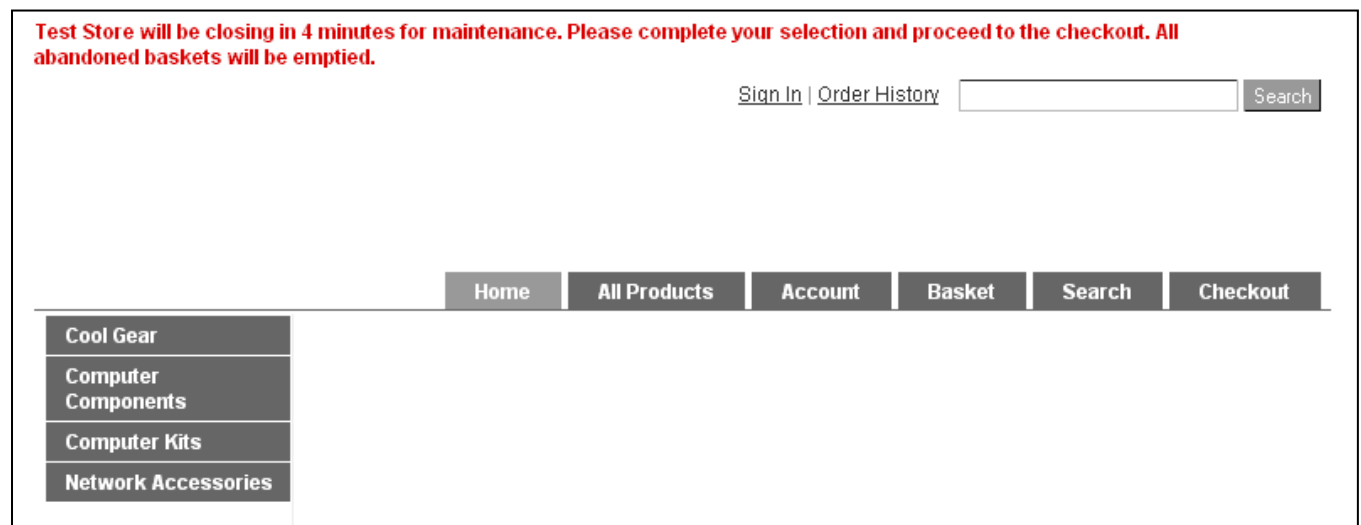 Test Store will be closing in 4 minutes for maintenance. Please complete your selection and proceed to the checkout. All
abandoned baskets will be emptied.
Sign In | Order History Search
Home All Products Account Basket Search Checkout
Cool Gear
Computer
Components
Computer Kits
Network Accessories